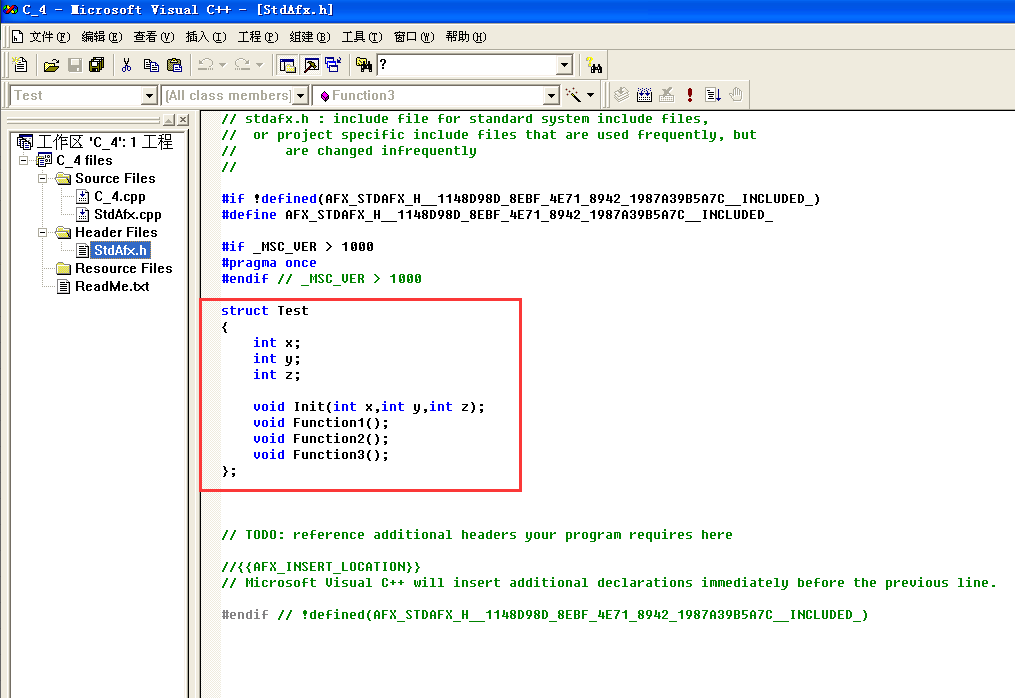 C_4 - Microsoft Visual C++ - [StdAfx.h]
文件(F) 编辑(E) 查看(V) 插入(I) 工程(P) 组建(B) 工具(T) 窗口(W) 帮助(H)
?
Test [All class members] Function3
工作区 'C_4': 1 工程
C_4 files
Source Files
C_4.cpp
StdAfx.cpp
Header Files
StdAfx.h
Resource Files
ReadMe.txt
// stdafx.h : include file for standard system include files,
//  or project specific include files that are used frequently, but
//      are changed infrequently
//
#if !defined(AFX_STDAFX_H__1148D98D_8EBF_4E71_8942_1987A39B5A7C__INCLUDED_)
#define AFX_STDAFX_H__1148D98D_8EBF_4E71_8942_1987A39B5A7C__INCLUDED_
#if _MSC_VER > 1000
#pragma once
#endif // _MSC_VER > 1000
struct Test
{
    int x;
    int y;
    int z;
    void Init(int x,int y,int z);
    void Function1();
    void Function2();
    void Function3();
};
// TODO: reference additional headers your program requires here
//{{AFX_INSERT_LOCATION}}
// Microsoft Visual C++ will insert additional declarations immediately before the previous line.
#endif // !defined(AFX_STDAFX_H__1148D98D_8EBF_4E71_8942_1987A39B5A7C__INCLUDED_)